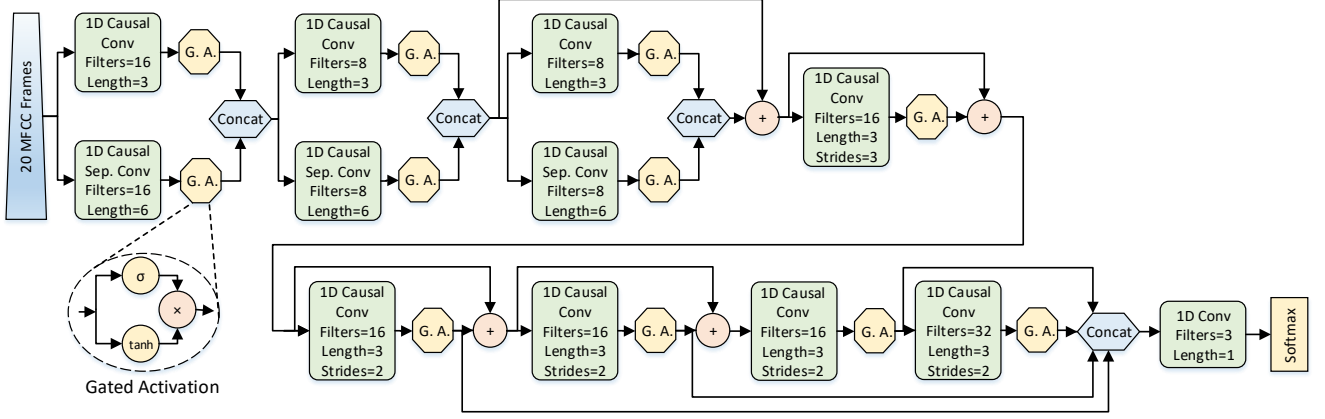 20 MFCC Frames
1D Causal
Conv
Filters=16
Length=3
G. A.
1D Causal
Sep. Conv
Filters=16
Length=6
G. A.
Concat
1D Causal
Conv
Filters=8
Length=3
G. A.
1D Causal
Sep. Conv
Filters=8
Length=6
G. A.
Concat
1D Causal
Conv
Filters=8
Length=3
G. A.
1D Causal
Sep. Conv
Filters=8
Length=6
G. A.
Concat
+
1D Causal
Conv
Filters=16
Length=3
Strides=3
G. A.
+
σ
tanh
×
Gated Activation
1D Causal
Conv
Filters=16
Length=3
Strides=2
G. A.
+
1D Causal
Conv
Filters=16
Length=3
Strides=2
G. A.
+
1D Causal
Conv
Filters=16
Length=3
Strides=2
G. A.
1D Causal
Conv
Filters=32
Length=3
Strides=2
G. A.
Concat
1D Conv
Filters=3
Length=1
Softmax